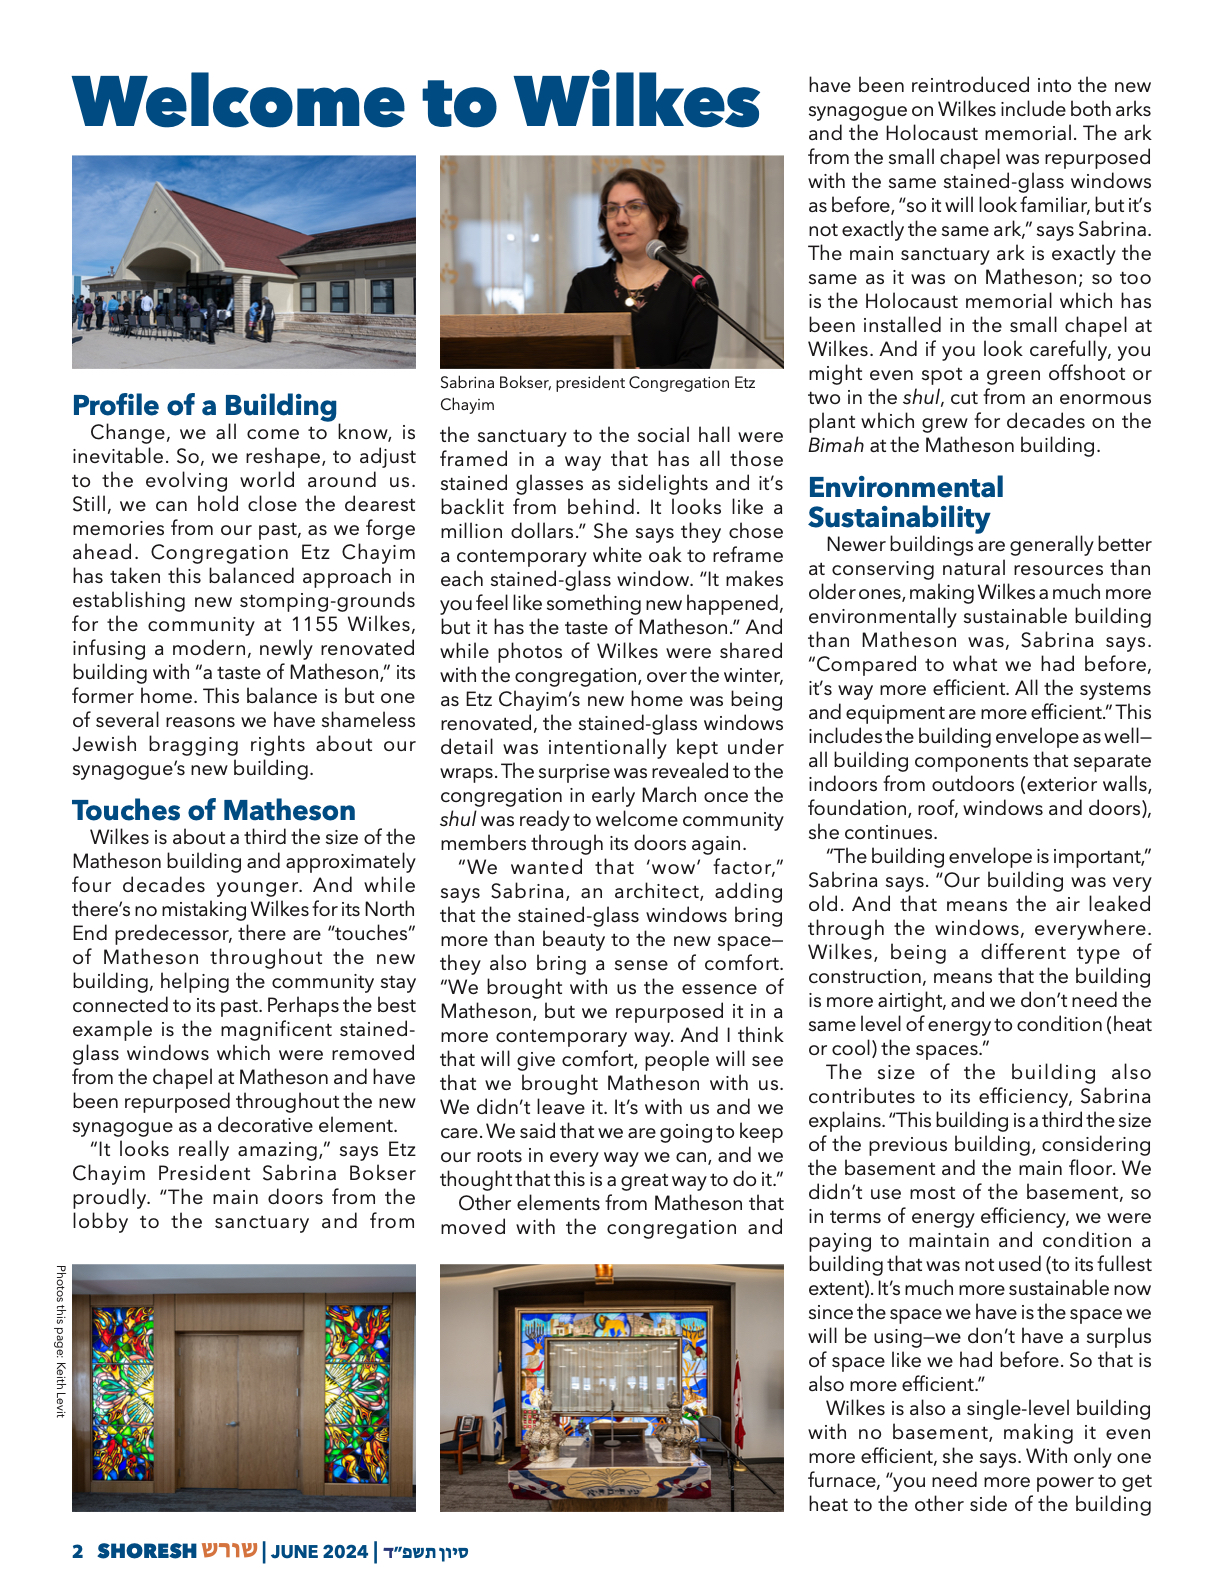 Welcome to Wilkes
Profile of a Building
Change, we all come to know, is
inevitable. So, we reshape, to adjust
to the evolving world around us.
Still, we can hold close the dearest
memories from our past, as we forge
ahead. Congregation Etz Chayim
has taken this balanced approach in
establishing new stomping-grounds
for the community at 1155 Wilkes,
infusing a modern, newly renovated
building with “a taste of Matheson,” its
former home. This balance is but one
of several reasons we have shameless
Jewish bragging rights about our
synagogue’s new building.
Touches of Matheson
Wilkes is about a third the size of the
Matheson building and approximately
four decades younger. And while
there’s no mistaking Wilkes for its North
End predecessor, there are “touches”
of Matheson throughout the new
building, helping the community stay
connected to its past. Perhaps the best
example is the magnificent stained-
glass windows which were removed
from the chapel at Matheson and have
been repurposed throughout the new
synagogue as a decorative element.
“It looks really amazing,” says Etz
Chayim President Sabrina Bokser
proudly. “The main doors from the
lobby to the sanctuary and from
Photos this page: Keith Levit
Sabrina Bokser, president Congregation Etz
Chayim
the sanctuary to the social hall were
framed in a way that has all those
stained glasses as sidelights and it’s
backlit from behind. It looks like a
million dollars.” She says they chose
a contemporary white oak to reframe
each stained-glass window. “It makes
you feel like something new happened,
but it has the taste of Matheson.” And
while photos of Wilkes were shared
with the congregation, over the winter,
as Etz Chayim’s new home was being
renovated, the stained-glass windows
detail was intentionally kept under
wraps. The surprise was revealed to the
congregation in early March once the
shul was ready to welcome community
members through its doors again.
“We wanted that ‘wow’ factor,”
says Sabrina, an architect, adding
that the stained-glass windows bring
more than beauty to the new space—
they also bring a sense of comfort.
“We brought with us the essence of
Matheson, but we repurposed it in a
more contemporary way. And I think
that will give comfort, people will see
that we brought Matheson with us.
We didn’t leave it. It’s with us and we
care. We said that we are going to keep
our roots in every way we can, and we
thought that this is a great way to do it.”
Other elements from Matheson that
moved with the congregation and
have been reintroduced into the new
synagogue on Wilkes include both arks
and the Holocaust memorial. The ark
from the small chapel was repurposed
with the same stained-glass windows
as before, “so it will look familiar, but it’s
not exactly the same ark,” says Sabrina.
The main sanctuary ark is exactly the
same as it was on Matheson; so too
is the Holocaust memorial which has
been installed in the small chapel at
Wilkes. And if you look carefully, you
might even spot a green offshoot or
two in the shul, cut from an enormous
plant which grew for decades on the
Bimah at the Matheson building.
Environmental
Sustainability
Newer buildings are generally better
at conserving natural resources than
older ones, making Wilkes a much more
environmentally sustainable building
than Matheson was, Sabrina says.
“Compared to what we had before,
it’s way more efficient. All the systems
and equipment are more efficient.” This
includes the building envelope as well—
all building components that separate
indoors from outdoors (exterior walls,
foundation, roof, windows and doors),
she continues.
“The building envelope is important,”
Sabrina says. “Our building was very
old. And that means the air leaked
through the windows, everywhere.
Wilkes, being a different type of
construction, means that the building
is more airtight, and we don’t need the
same level of energy to condition (heat
or cool) the spaces.”
The size of the building also
contributes to its efficiency, Sabrina
explains. “This building is a third the size
of the previous building, considering
the basement and the main floor. We
didn’t use most of the basement, so
in terms of energy efficiency, we were
paying to maintain and condition a
building that was not used (to its fullest
extent). It’s much more sustainable now
since the space we have is the space we
will be using—we don’t have a surplus
of space like we had before. So that is
also more efficient.”
Wilkes is also a single-level building
with no basement, making it even
more efficient, she says. With only one
furnace, “you need more power to get
heat to the other side of the building
2 SHORESH שורש | JUNE 2024 | סיון תשפ״ד